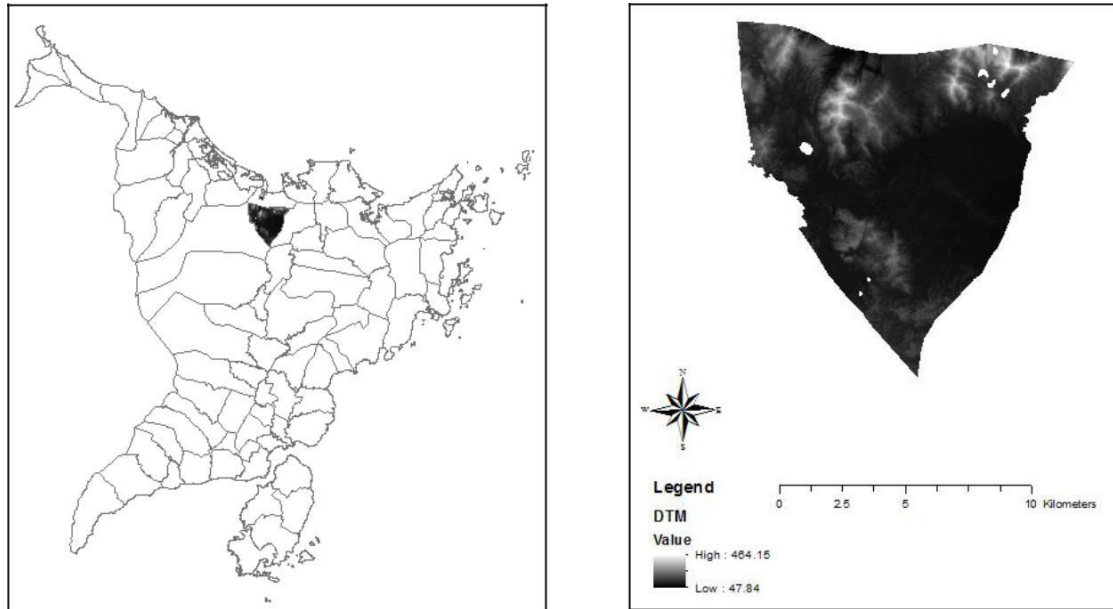 N
W E
S
Legend
0 2.5 5 10 Kilometers
DTM
Value
High : 464.15
Low : 47.84